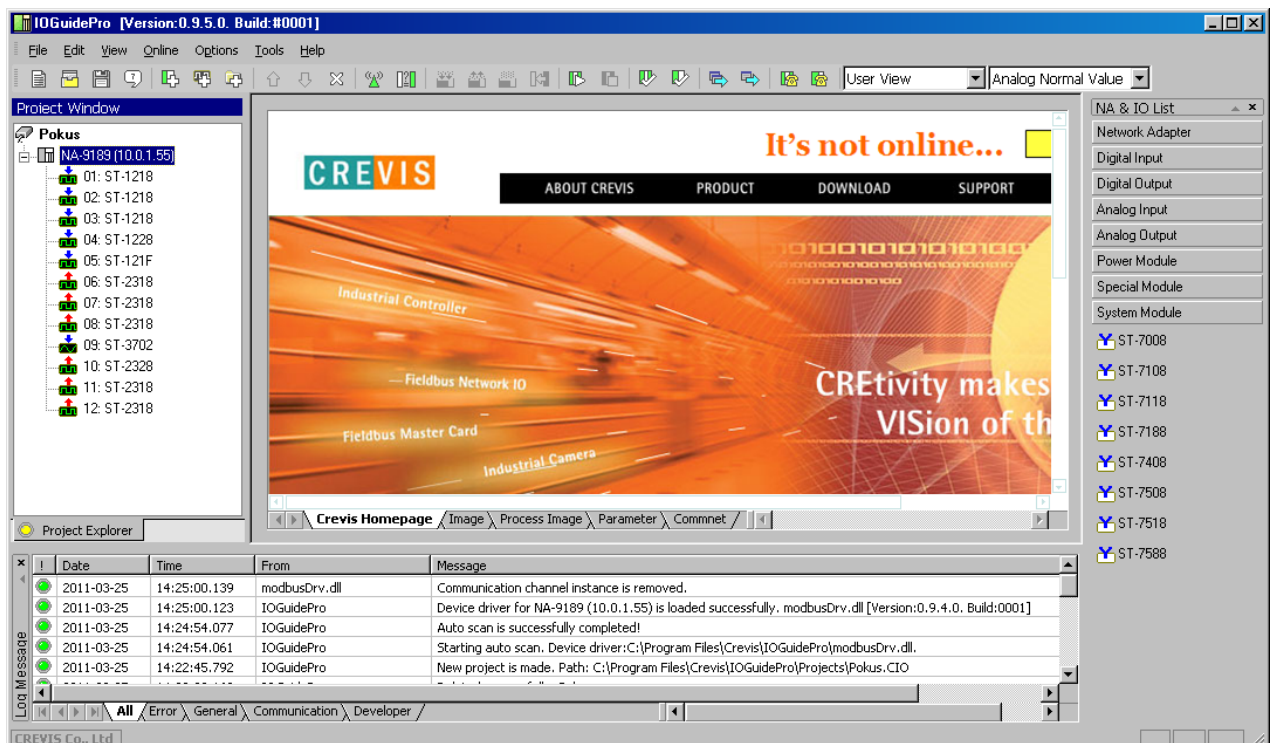 IOGuidePro [Version:0.9.5.0. Build:#0001]
File Edit View Online Options Tools Help
User View
Analog Normal Value
Project Window
Pokus
NA-9189 (10.0.1.55)
01: ST-1218
02: ST-1218
03: ST-1218
04: ST-1228
05: ST-121F
06: ST-2318
07: ST-2318
08: ST-2318
09: ST-3702
10: ST-2328
11: ST-2318
12: ST-2318
Project Explorer
It's not online...
CREVIS
ABOUT CREVIS PRODUCT DOWNLOAD SUPPORT
Industrial Controller
Fieldbus Network IO
Fieldbus Master Card
Industrial Camera
CREtivity makes
VISion of th
Crevis Homepage Image Process Image Parameter Commnet
NA & IO List
Network Adapter
Digital Input
Digital Output
Analog Input
Analog Output
Power Module
Special Module
System Module
ST-7008
ST-7108
ST-7118
ST-7188
ST-7408
ST-7508
ST-7518
ST-7588
Log Message
! Date Time From Message
2011-03-25 14:25:00.139 modbusDrv.dll Communication channel instance is removed.
2011-03-25 14:25:00.123 IOGuidePro Device driver for NA-9189 (10.0.1.55) is loaded successfully. modbusDrv.dll [Version:0.9.4.0. Build:0001]
2011-03-25 14:24:54.077 IOGuidePro Auto scan is successfully completed!
2011-03-25 14:24:54.061 IOGuidePro Starting auto scan. Device driver:C:\Program Files\Crevis\IOGuidePro\modbusDrv.dll.
2011-03-25 14:22:45.792 IOGuidePro New project is made. Path: C:\Program Files\Crevis\IOGuidePro\Projects\Pokus.CIO
All Error General Communication Developer
CREVIS Co., Ltd